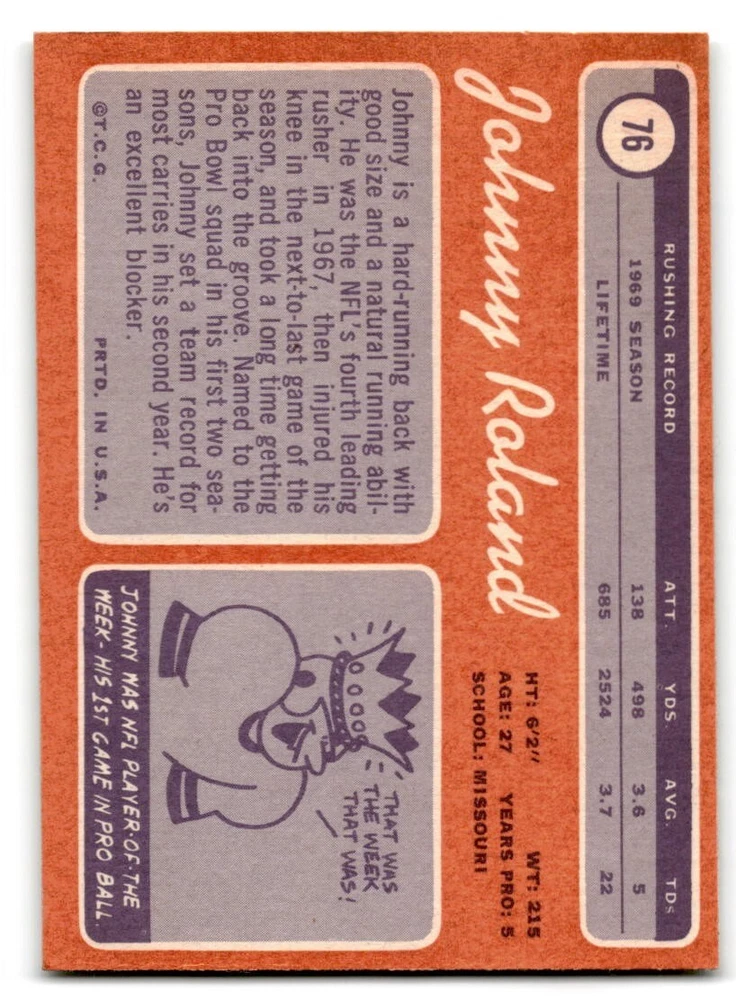 76
RUSHING RECORD ATT. YDS. AVG. TDs
1969 SEASON 138 498 3.6 5
LIFETIME 685 2524 3.7 22
Johnny Roland
HT: 6'2" WT: 215
AGE: 27 YEARS PRO: 5
SCHOOL: MISSOURI
Johnny is a hard-running back with
good size and a natural running abil-
ity. He was the NFL's fourth leading
rusher in 1967, then injured his
knee in the next-to-last game of the
season, and took a long time getting
back into the groove. Named to the
Pro Bowl squad in his first two sea-
sons, Johnny set a team record for
most carries in his second year. He's
an excellent blocker.
©T.C.G. PRTD. IN U.S.A.
THAT WAS
THE WEEK
THAT WAS!
JOHNNY WAS NFL PLAYER-OF-THE
WEEK- HIS 1ST GAME IN PRO BALL.